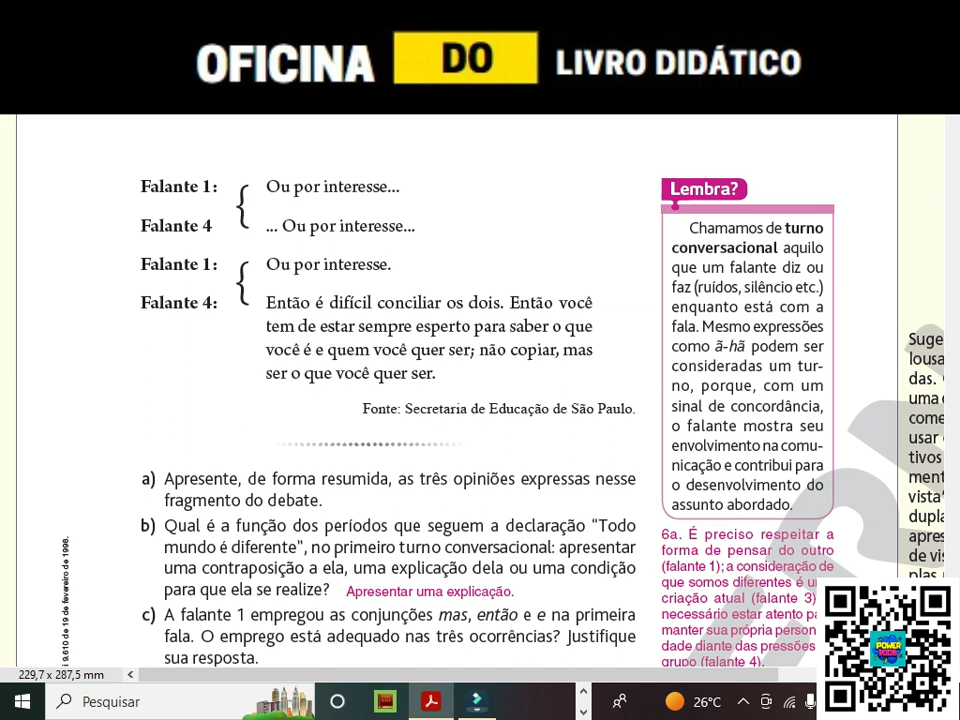 OFICINA DO LIVRO DIDÁTICO
Falante 1: Ou por interesse...
Falante 4 ... Ou por interesse...
Falante 1: Ou por interesse.
Falante 4: Então é difícil conciliar os dois. Então você
tem de estar sempre esperto para saber o que
você é e quem você quer ser; não copiar, mas
ser o que você quer ser.
Fonte: Secretaria de Educação de São Paulo.
a) Apresente, de forma resumida, as três opiniões expressas nesse
fragmento do debate.
b) Qual é a função dos períodos que seguem a declaração “Todo
mundo é diferente”, no primeiro turno conversacional: apresentar
uma contraposição a ela, uma explicação dela ou uma condição
para que ela se realize? Apresentar uma explicação.
c) A falante 1 empregou as conjunções mas, então e e na primeira
fala. O emprego está adequado nas três ocorrências? Justifique
sua resposta.
Lembra?
Chamamos de turno
conversacional aquilo
que um falante diz ou
faz (ruídos, silêncio etc.)
enquanto está com a
fala. Mesmo expressões
como ã-hã podem ser
consideradas um tur-
no, porque, com um
sinal de concordância,
o falante mostra seu
envolvimento na comu-
nicação e contribui para
o desenvolvimento do
assunto abordado.
6a. É preciso respeitar a
forma de pensar do outro
(falante 1); a consideração de
que somos diferentes é u
criação atual (falante 3)
necessário estar atento pa
manter sua própria person
dade diante das pressões
grupo (falante 4).
Suge
lousa
das.
uma
come
usar
tivos
ment
vista"
dupla
apres
de vis
plas
i 9.610 de 19 de fevereiro de 1998.
POWER
229,7 x 287,5 mm
Pesquisar
26°C